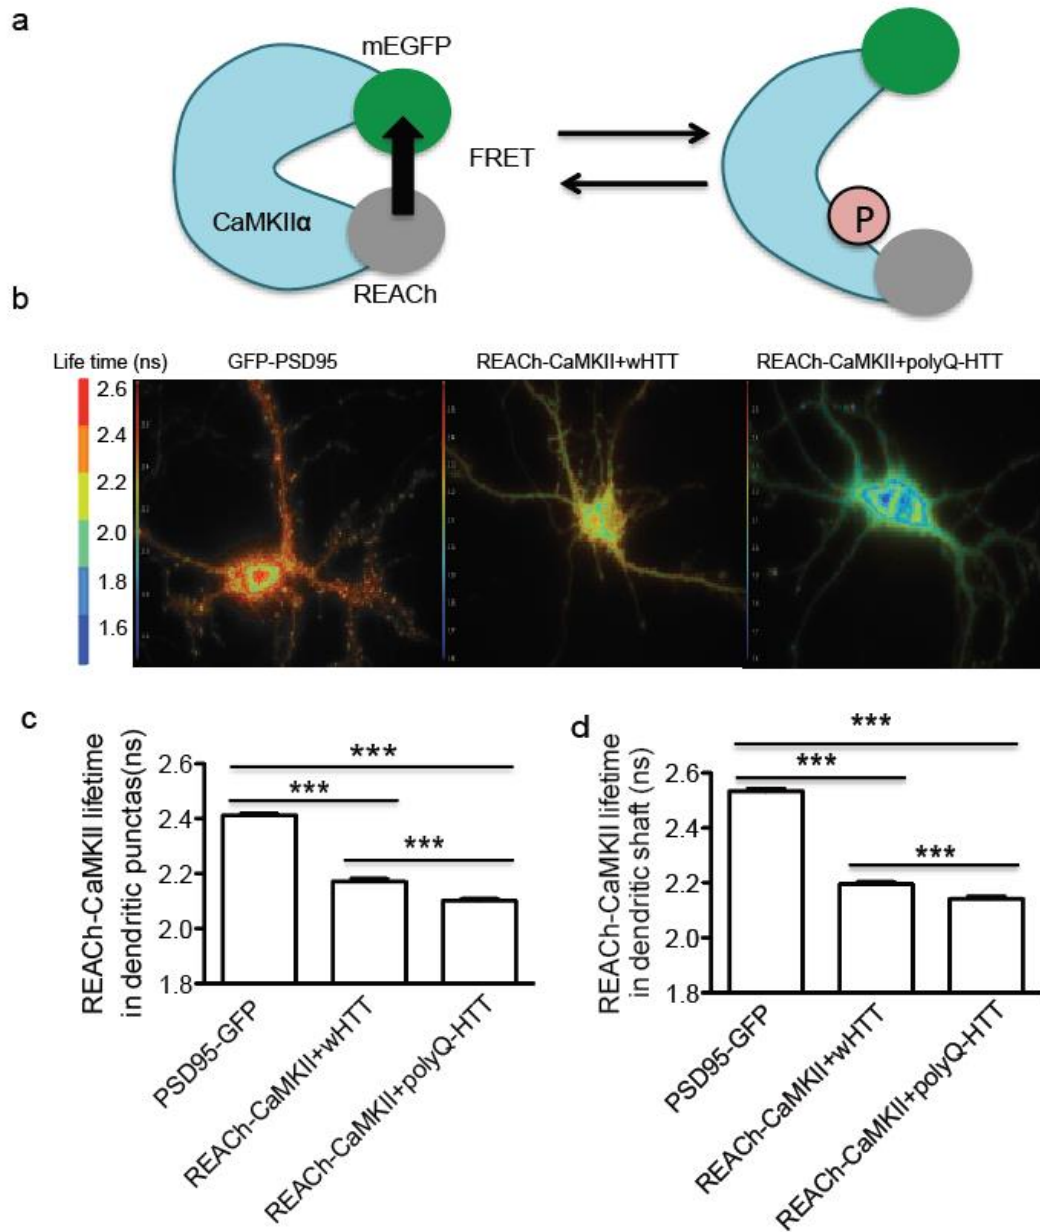 a
mEGFP
FRET
CaMKIIα
REACh
P
b
Life time (ns)
GFP-PSD95
REACh-CaMKII+wHTT
REACh-CaMKII+polyQ-HTT
2.6
2.4
2.2
2.0
1.8
1.6
c
REACh-CaMKII lifetime
in dendritic punctas(ns)
2.6
2.4
2.2
2.0
1.8
***
***
***
PSD95-GFP
REACh-CaMKII+wHTT
REACh-CaMKII+polyQ-HTT
d
REACh-CaMKII lifetime
in dendritic shaft (ns)
2.6
2.4
2.2
2.0
1.8
***
***
***
PSD95-GFP
REACh-CaMKII+wHTT
REACh-CaMKII+polyQ-HTT